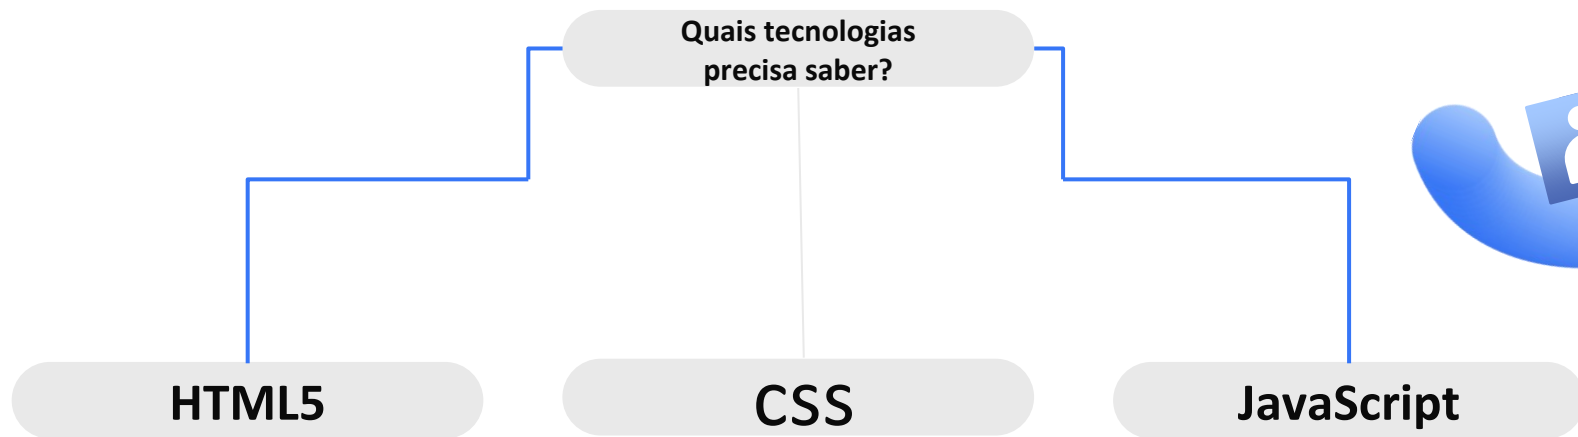 Quais tecnologias
precisa saber?
HTML5
CSS
JavaScript